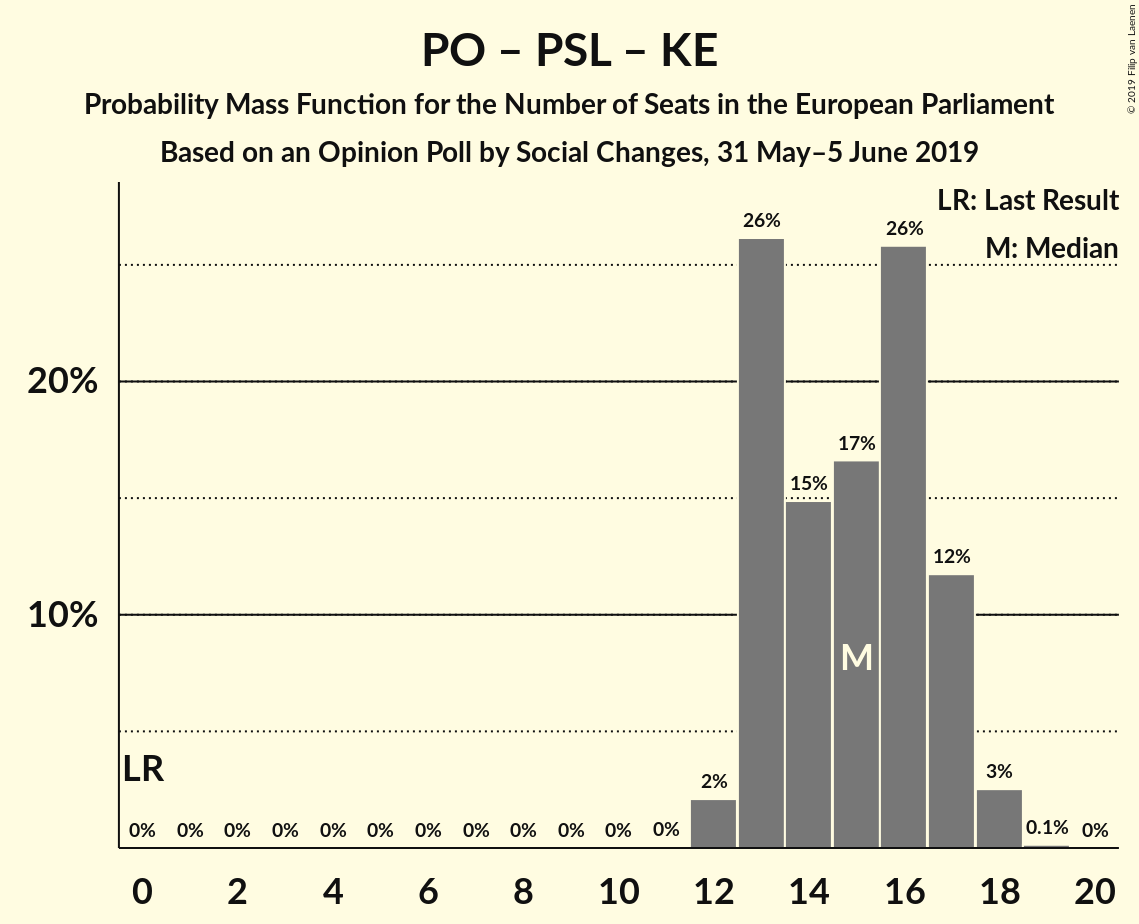 PO – PSL – KE
Probability Mass Function for the Number of Seats in the European Parliament
Based on an Opinion Poll by Social Changes, 31 May–5 June 2019
© 2019 Filip van Laenen
LR: Last Result
M: Median
20%
10%
26%
26%
17%
15%
12%
M
LR
0% 0% 0% 0% 0% 0% 0% 0% 0% 0% 0% 0% 2% 3% 0.1% 0%
0 2 4 6 8 10 12 14 16 18 20